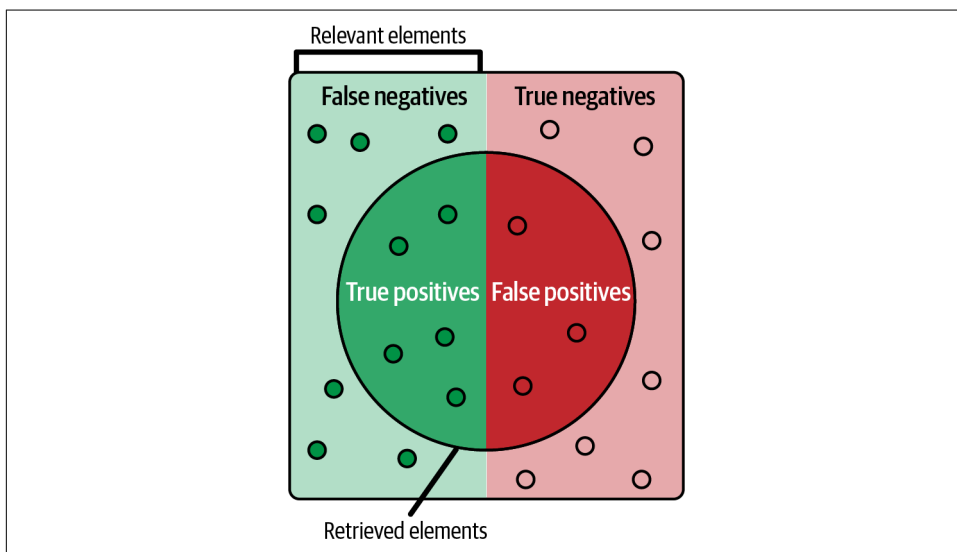 Relevant elements
False negatives
True negatives
True positives
False positives
Retrieved elements